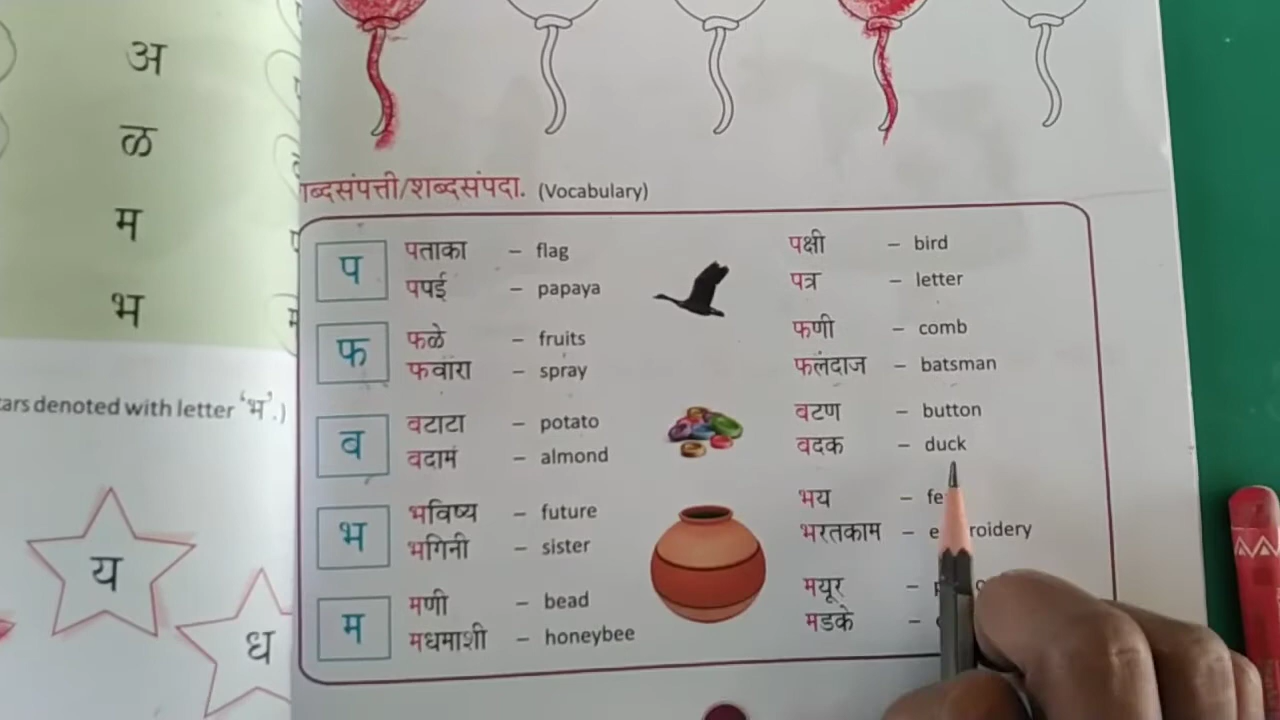 अ
ळ
म
भ
ars denoted with letter 'भ'.)
य
ध
ब्दसंपत्ती/शब्दसंपदा. (Vocabulary)
प
पताका – flag
पपई – papaya
पक्षी – bird
पत्र – letter
फ
फळे – fruits
फवारा – spray
फणी – comb
फलंदाज – batsman
ब
बटाटा – potato
बदाम – almond
बटण – button
बदक – duck
भ
भविष्य – future
भगिनी – sister
भय –
भरतकाम –
म
मणी – bead
मधमाशी – honeybee
मयूर –
मडके –